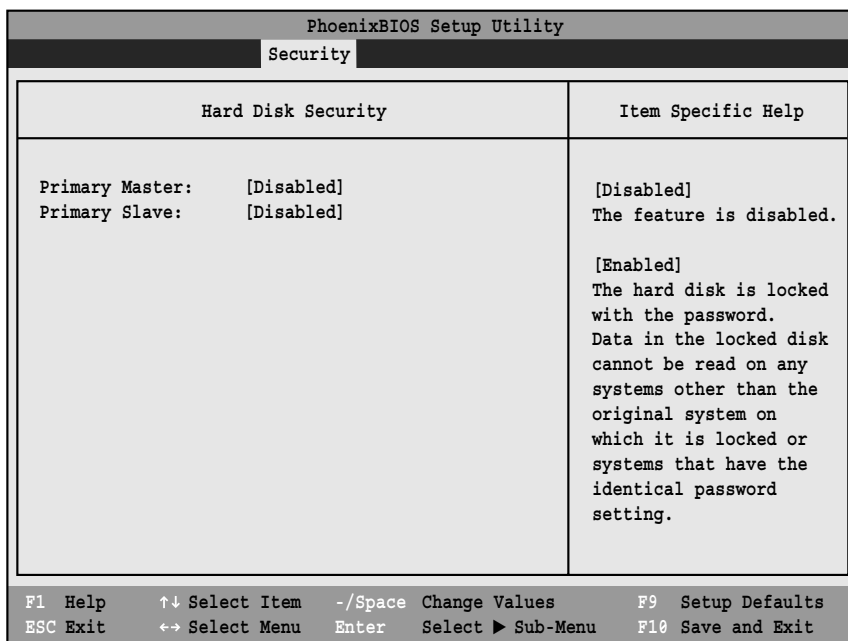 PhoenixBIOS Setup Utility
Security
Hard Disk Security
Item Specific Help
Primary Master: [Disabled]
Primary Slave: [Disabled]
[Disabled]
The feature is disabled.
[Enabled]
The hard disk is locked
with the password.
Data in the locked disk
cannot be read on any
systems other than the
original system on
which it is locked or
systems that have the
identical password
setting.
F1 Help ↑↓ Select Item -/Space Change Values F9 Setup Defaults
ESC Exit ←→ Select Menu Enter Select ▶ Sub-Menu F10 Save and Exit